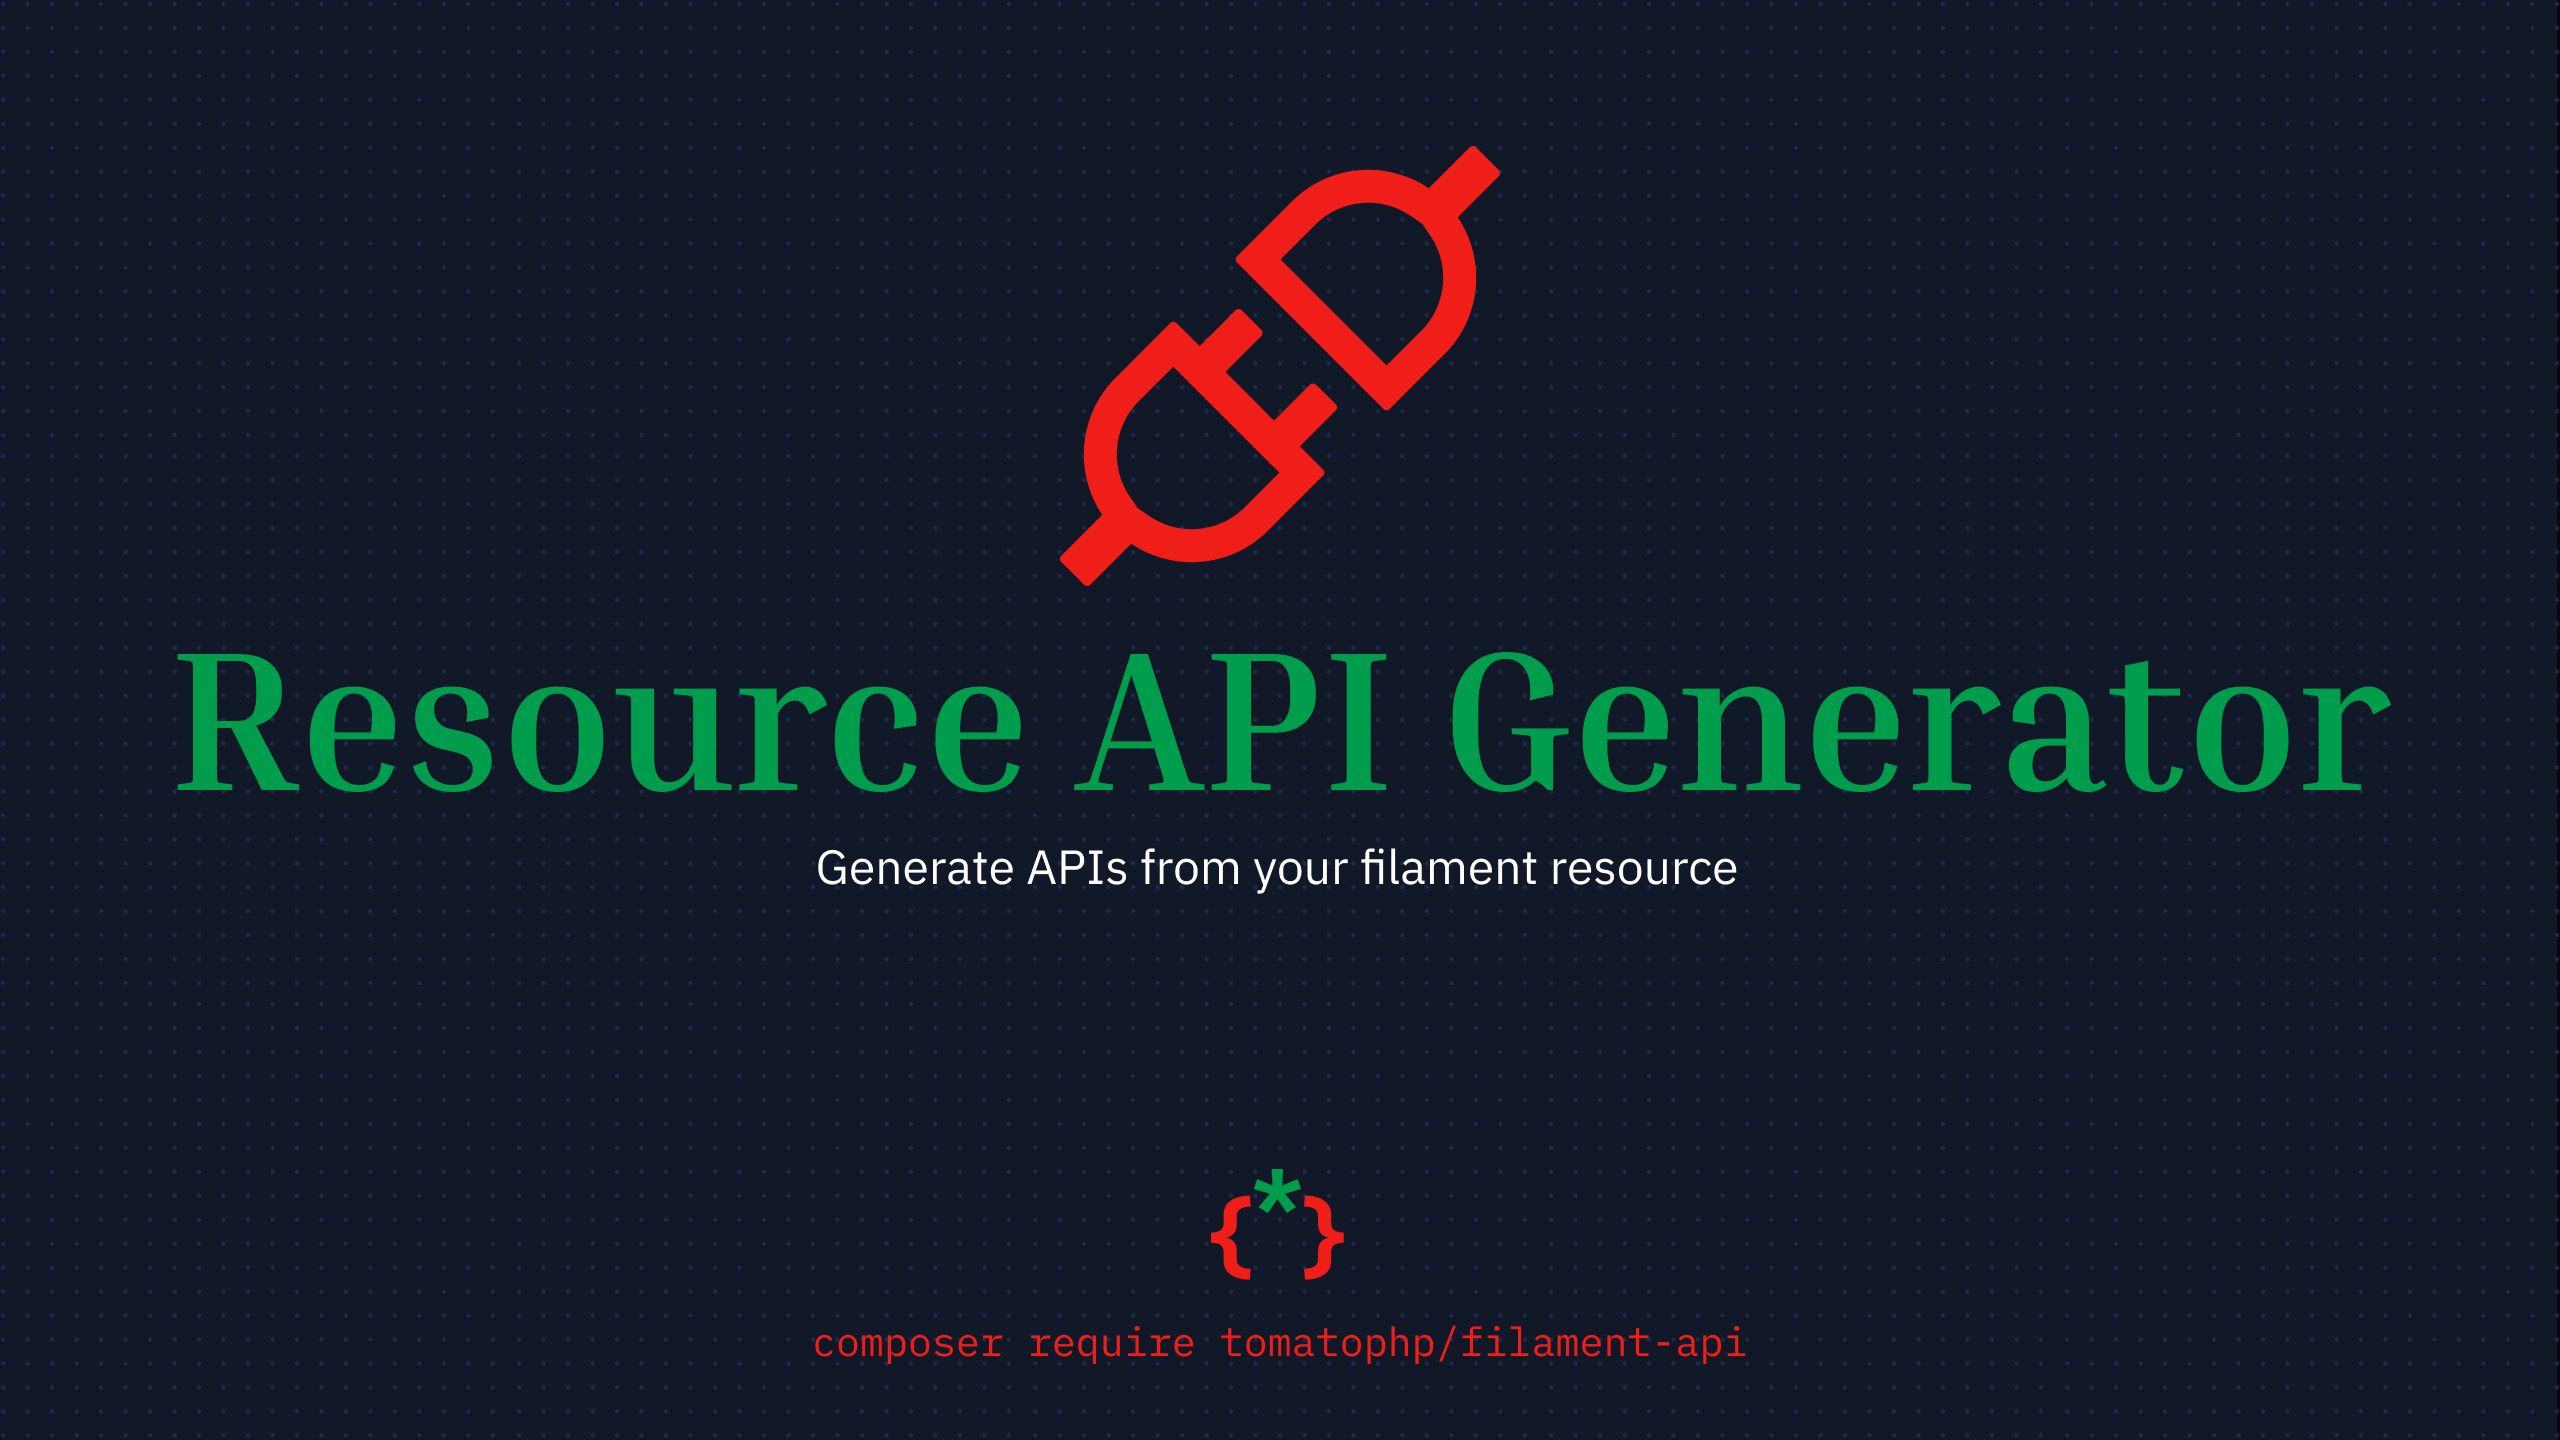 Resource API Generator
Generate APIs from your filament resource
{*}
composer require tomatophp/filament-api